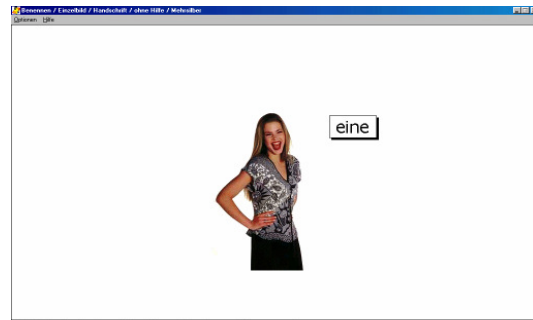 Benennen / Einzelbild / Handschrift / ohne Hilfe / Mehrsilber
Optionen Hilfe
eine